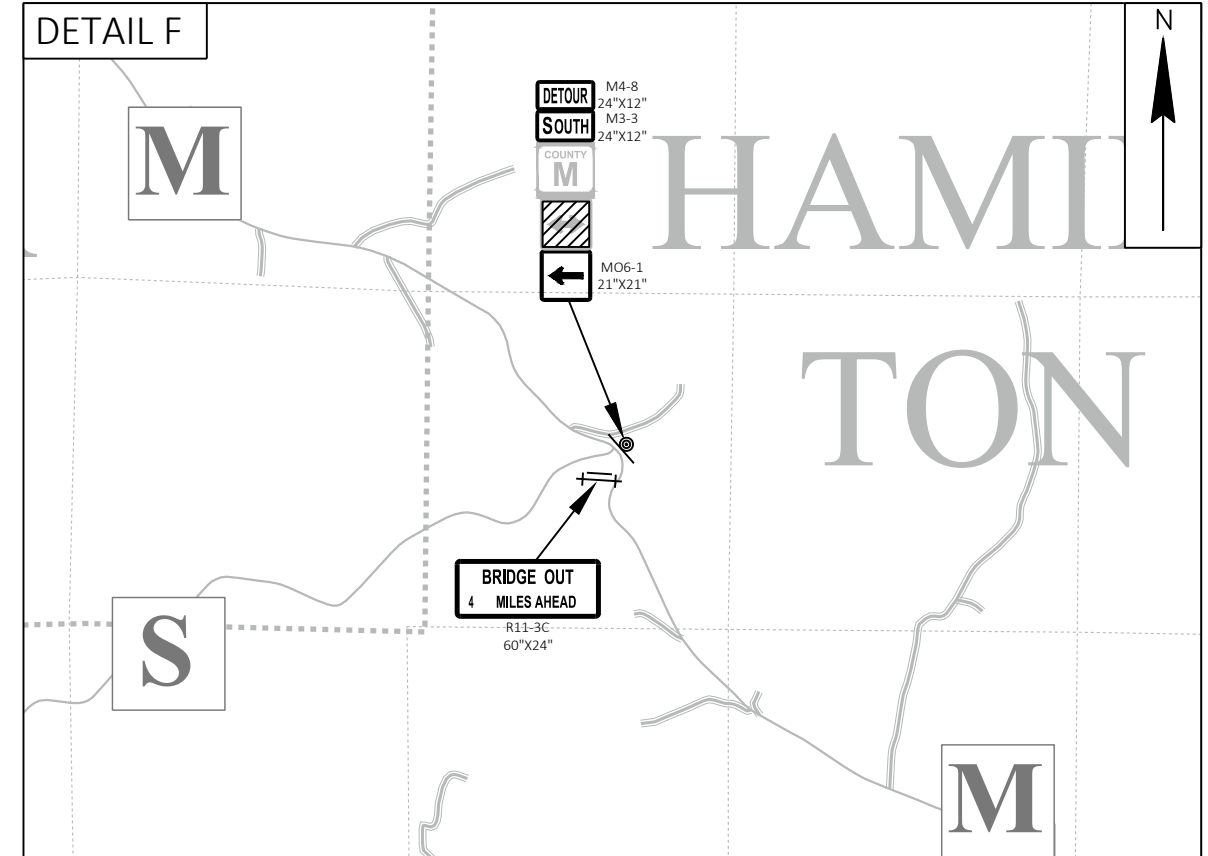 DETAIL F
N
M
DETOUR
M4-8
24"X12"
SOUTH
M3-3
24"X12"
COUNTY
M
HAMIL
MO6-1
21"X21"
TON
BRIDGE OUT
4 MILES AHEAD
R11-3C
60"X24"
S
M